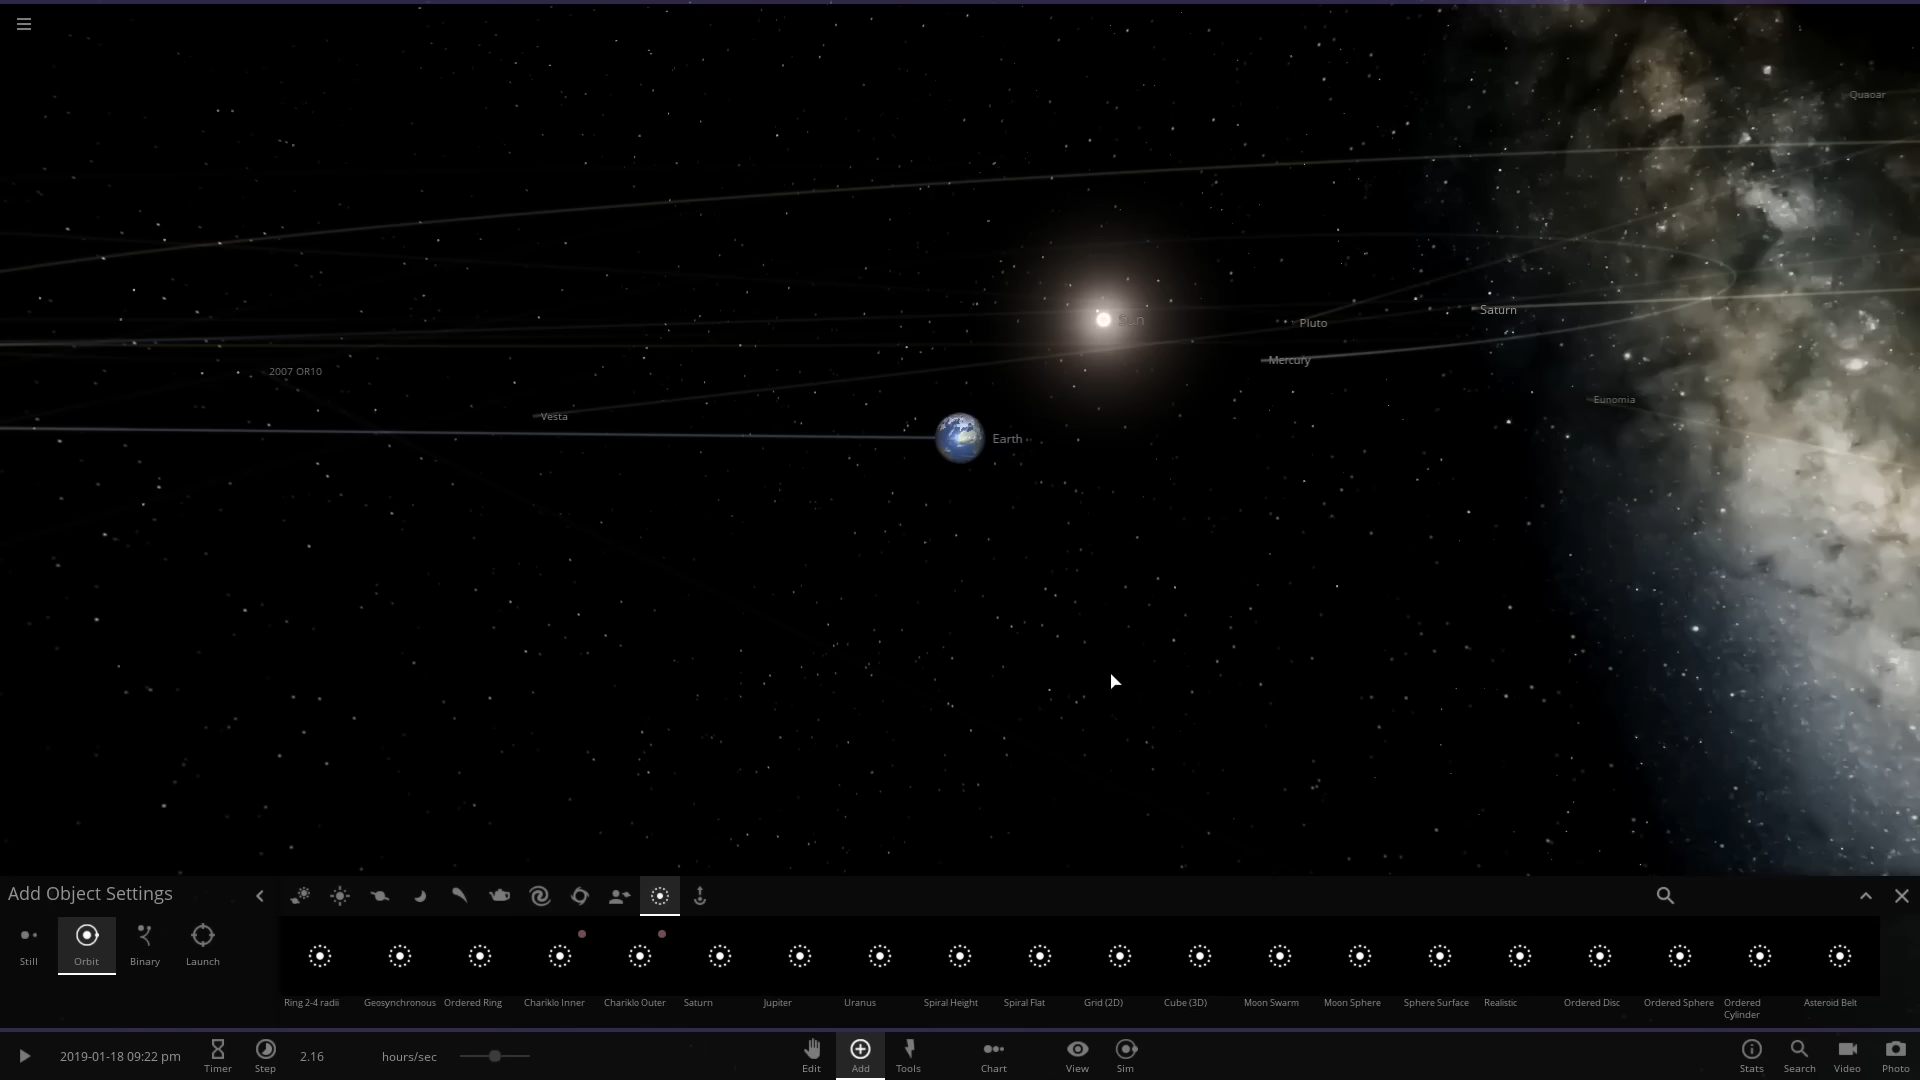 Quaoar
Sun
Saturn
Pluto
Mercury
2007 OR10
Eunomia
Vesta
Earth
Add Object Settings
Still Orbit Binary Launch
Ring 2-4 radii Geosynchronous Ordered Ring Chariklo Inner Chariklo Outer Saturn Jupiter Uranus Spiral Height Spiral Flat Grid (2D) Cube (3D) Moon Swarm Moon Sphere Sphere Surface Realistic Ordered Disc Ordered Sphere Ordered Asteroid Belt
Cylinder
2019-01-18 09:22 pm 2.16 hours/sec
Timer Step Edit Add Tools Chart View Sim Stats Search Video Photo